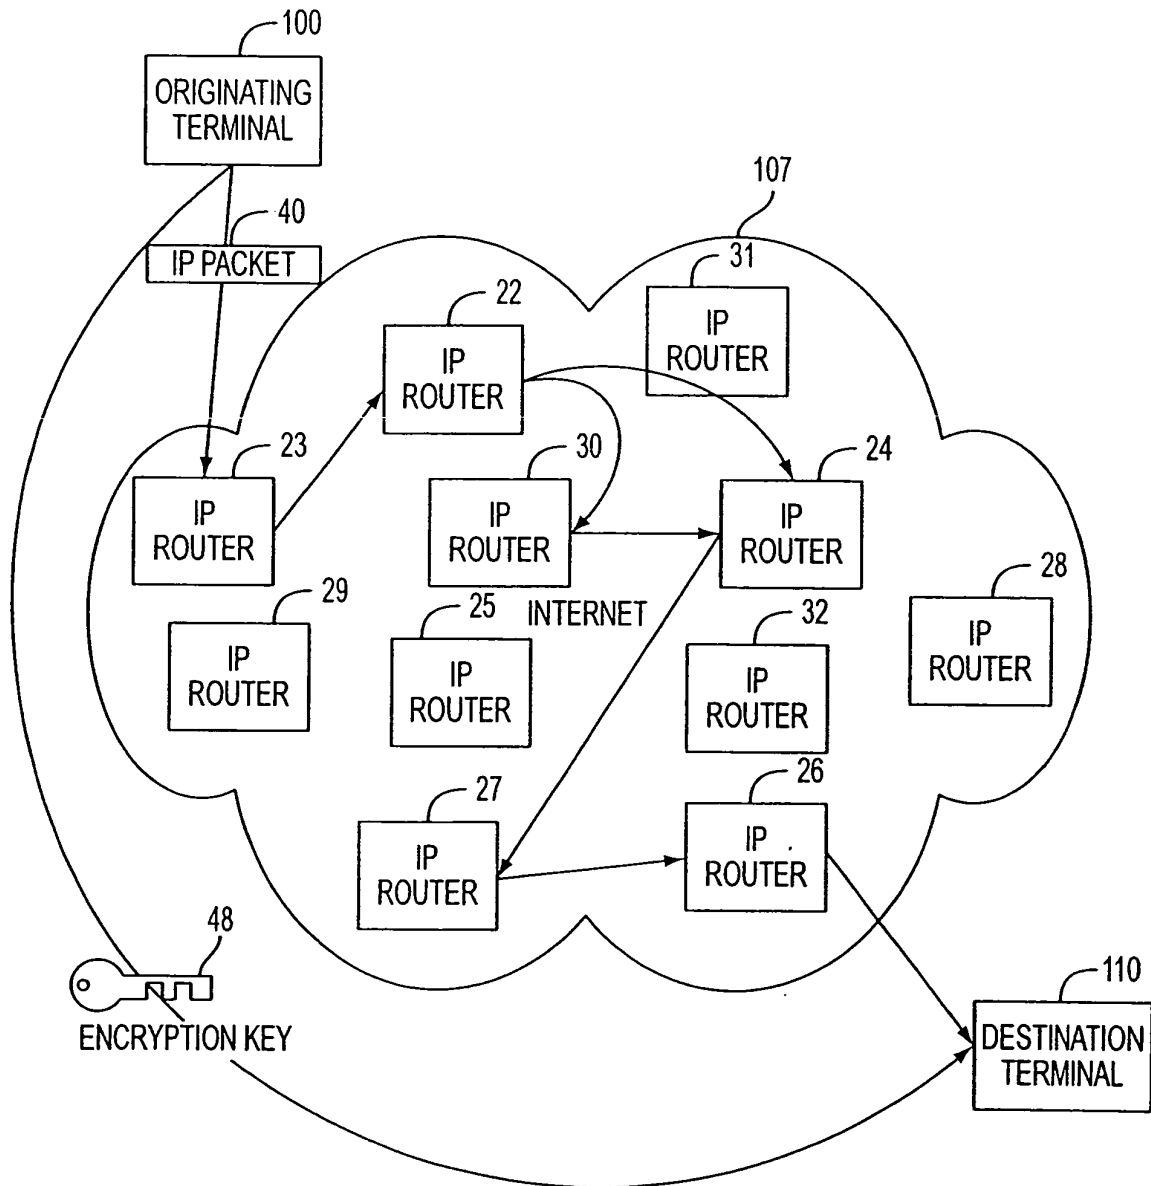 100
ORIGINATING
TERMINAL
40
IP PACKET
107
31
IP
ROUTER
22
IP
ROUTER
23
IP
ROUTER
30
IP
ROUTER
24
IP
ROUTER
29
IP
ROUTER
25
IP
ROUTER
INTERNET
32
IP
ROUTER
28
IP
ROUTER
27
IP
ROUTER
26
IP
ROUTER
48
ENCRYPTION KEY
110
DESTINATION
TERMINAL